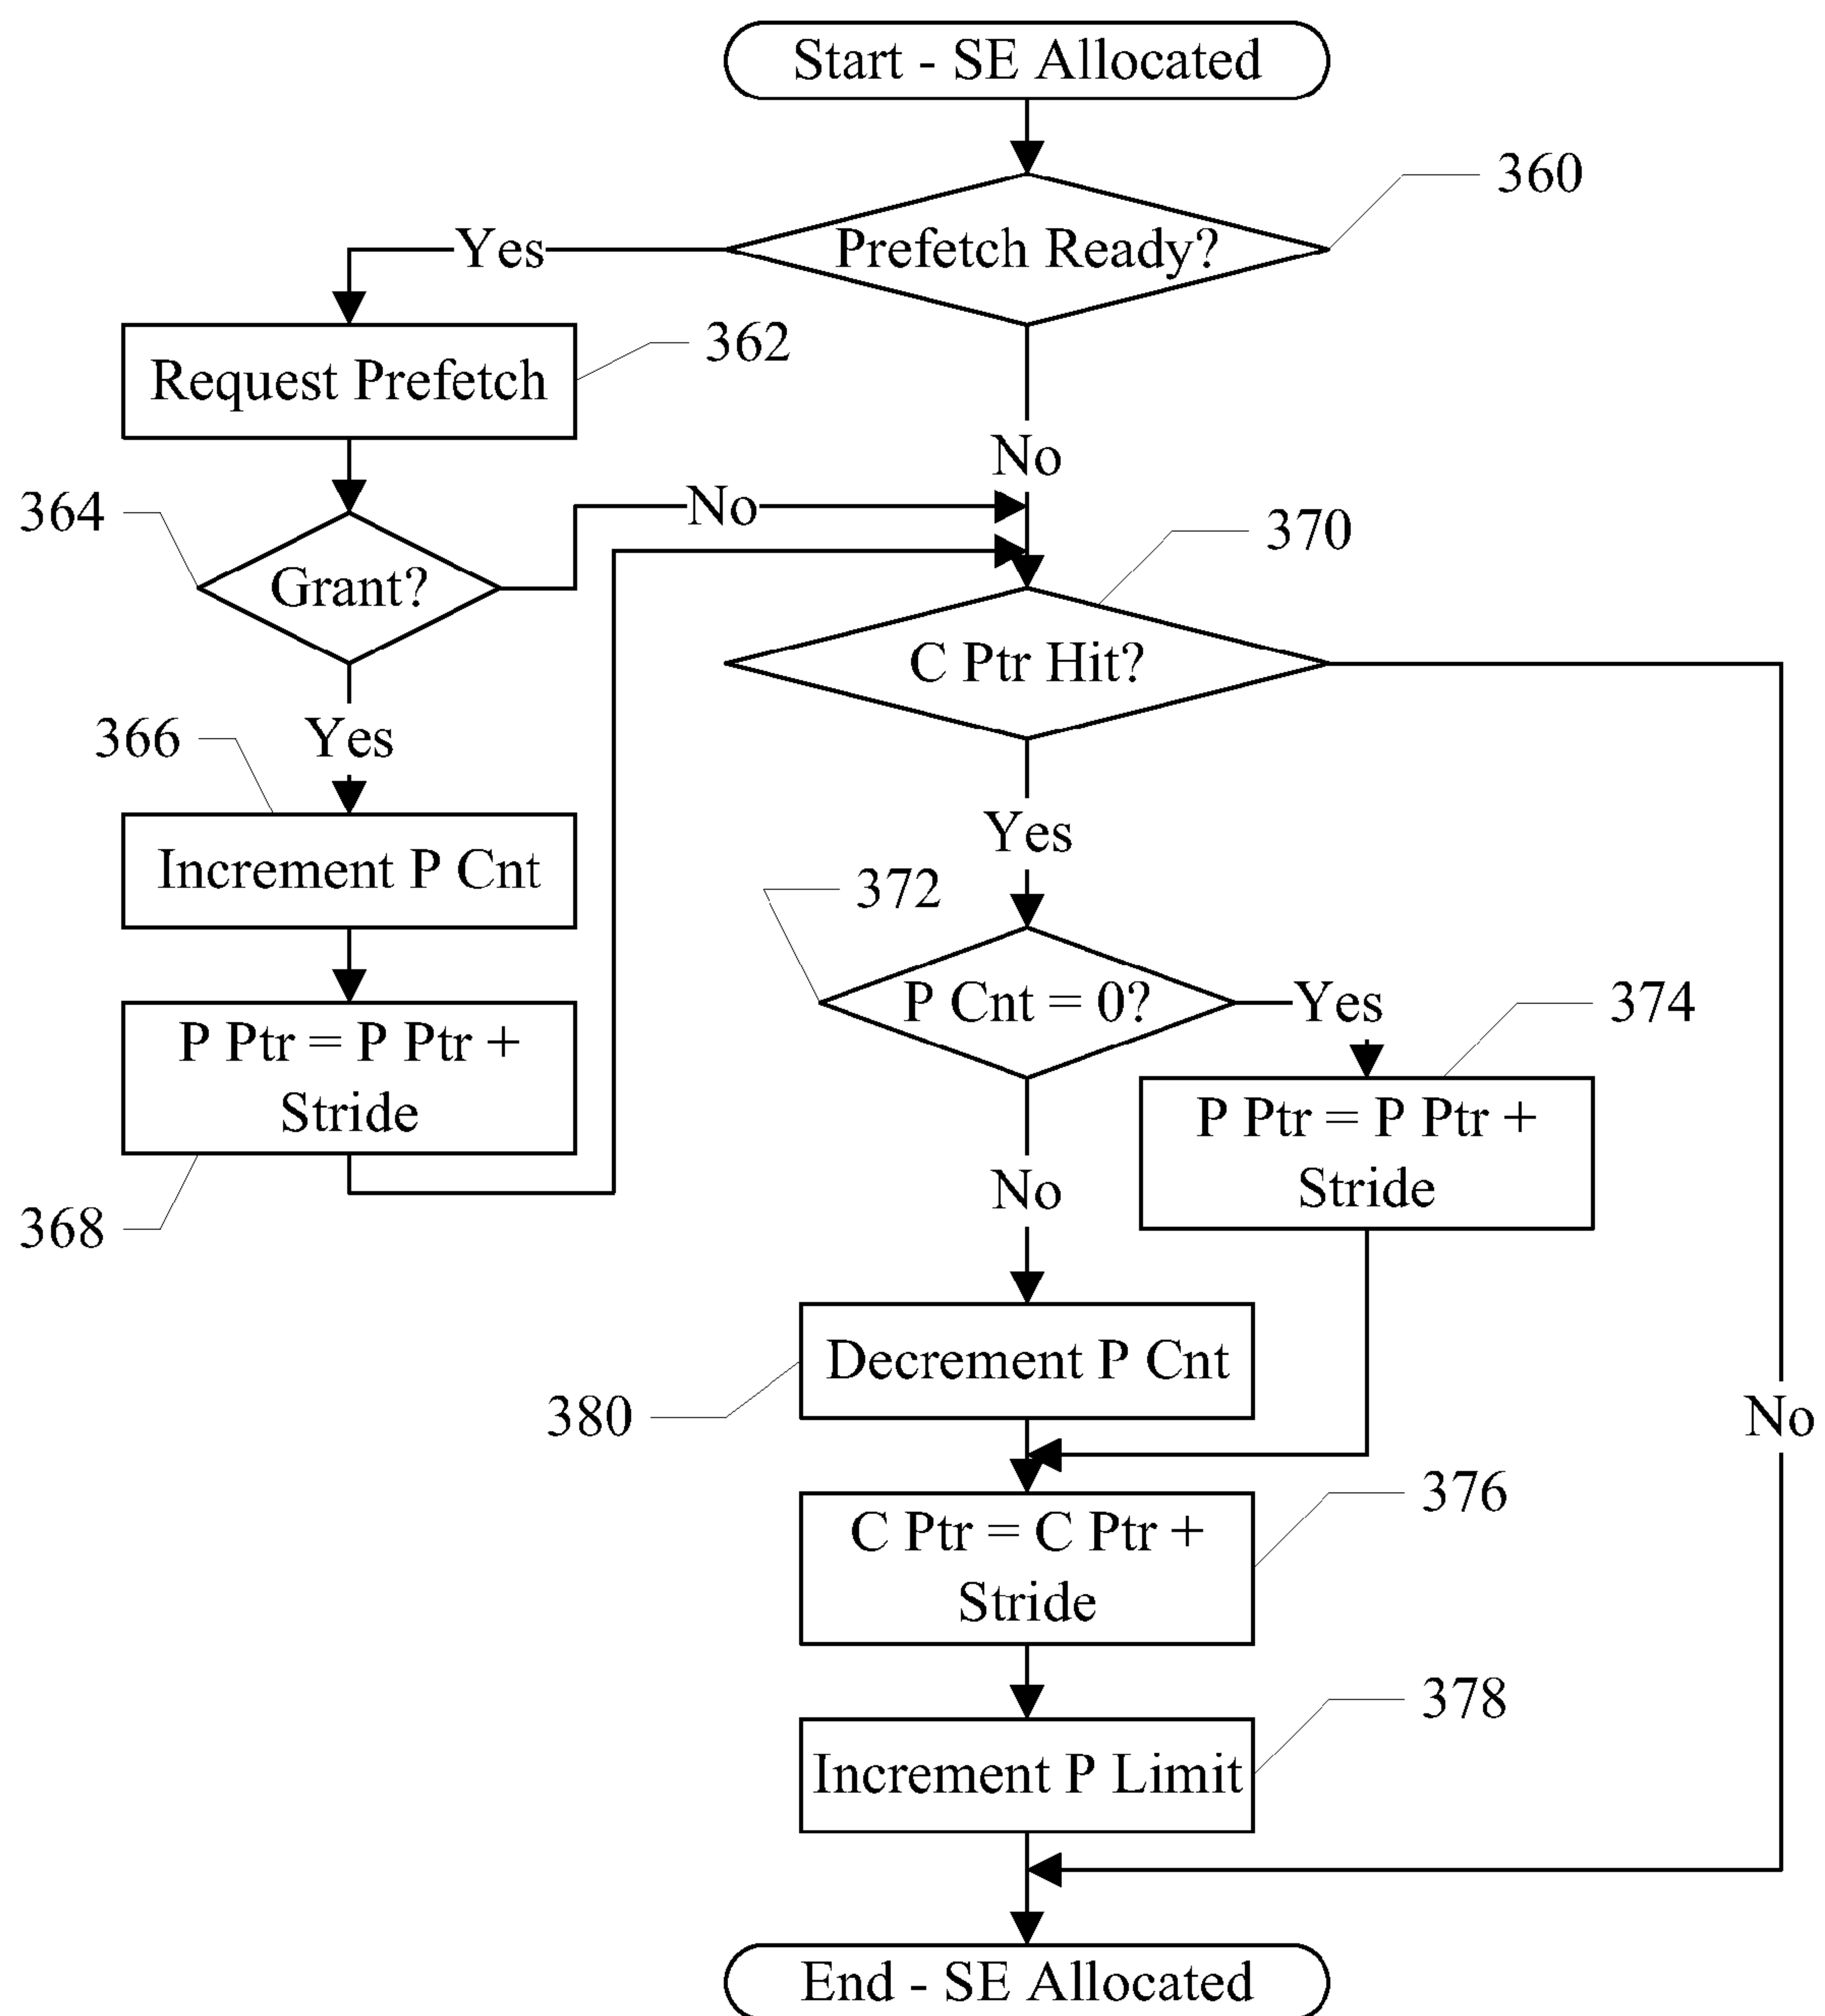 Start - SE Allocated
360
Prefetch Ready?
Yes
Request Prefetch
362
No
364
Grant?
No
370
C Ptr Hit?
366
Yes
Yes
Increment P Cnt
372
P Cnt = 0?
Yes
374
P Ptr = P Ptr +
Stride
368
P Ptr = P Ptr +
Stride
No
Decrement P Cnt
380
No
C Ptr = C Ptr +
Stride
376
Increment P Limit
378
End - SE Allocated